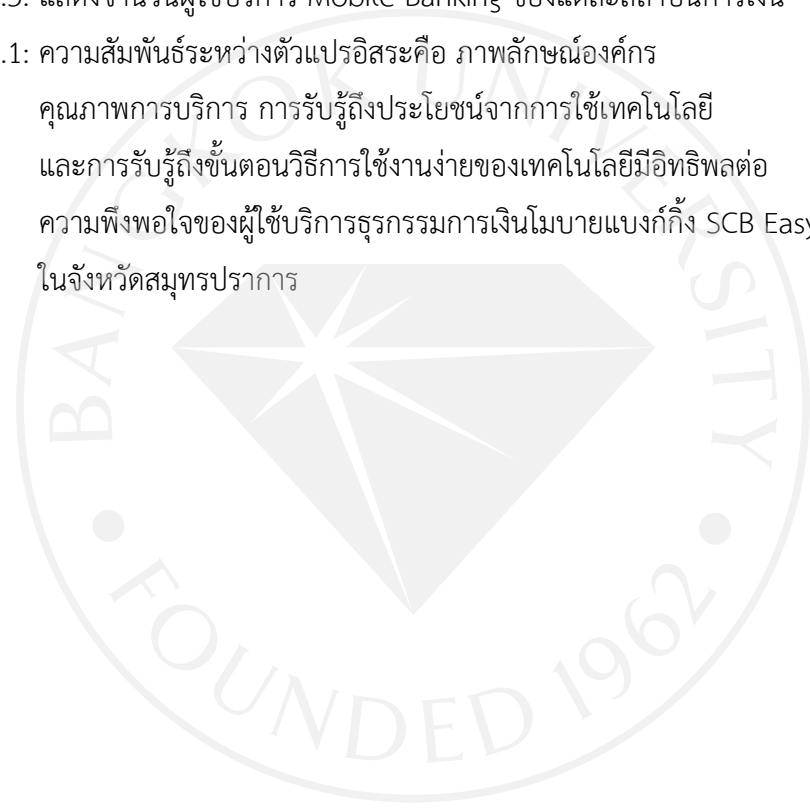 .3: แสดงจำนวนผู้ใช้บริการ Mobile Banking ของแต่ละสถาบันการเงิน
.1: ความสัมพันธ์ระหว่างตัวแปรอิสระคือ ภาพลักษณ์องค์กร
คุณภาพการบริการ การรับรู้ถึงประโยชน์จากการใช้เทคโนโลยี
และการรับรู้ถึงขั้นตอนวิธีการใช้งานง่ายของเทคโนโลยีมีอิทธิพลต่อ
ความพึงพอใจของผู้ใช้บริการธุรกรรมการเงินโมบายแบงก์กิ้ง SCB Easy
ในจังหวัดสมุทรปราการ
BANGKOK UNIVERSITY
FOUNDED 1962